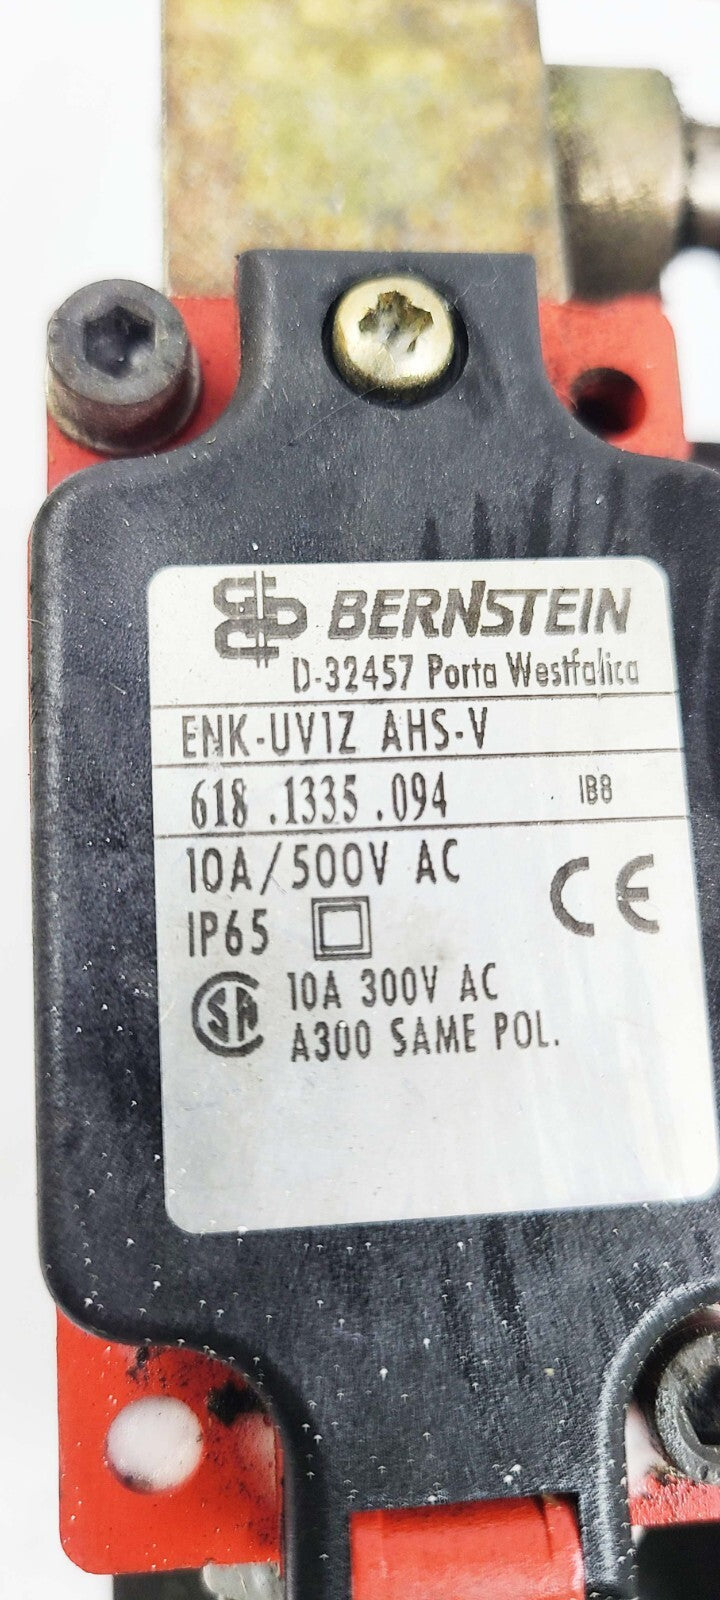 BERNSTEIN
D-32457 Porta Westfalica
ENK-UV1Z AHS-V
618.1335.094 IB8
10A/500V AC
IP65 CE
SA 10A 300V AC
A300 SAME POL.